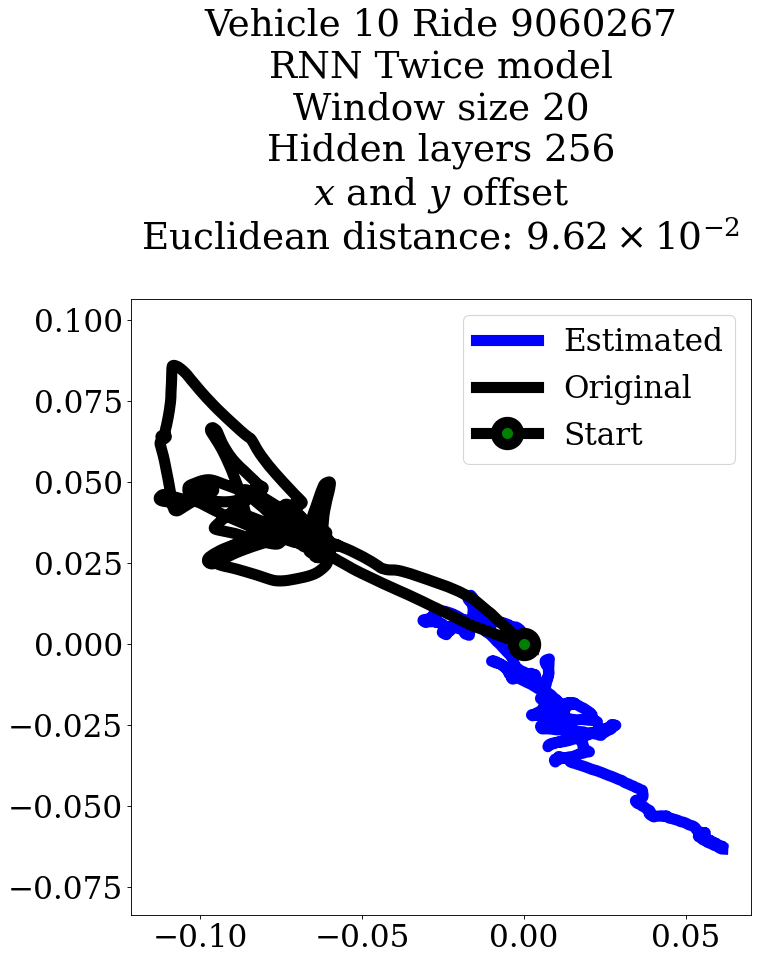 Vehicle 10 Ride 9060267
RNN Twice model
Window size 20
Hidden layers 256
x and y offset
Euclidean distance: 9.62 × 10⁻²
Estimated
Original
Start
0.100
0.075
0.050
0.025
0.000
−0.025
−0.050
−0.075
−0.10
−0.05
0.00
0.05